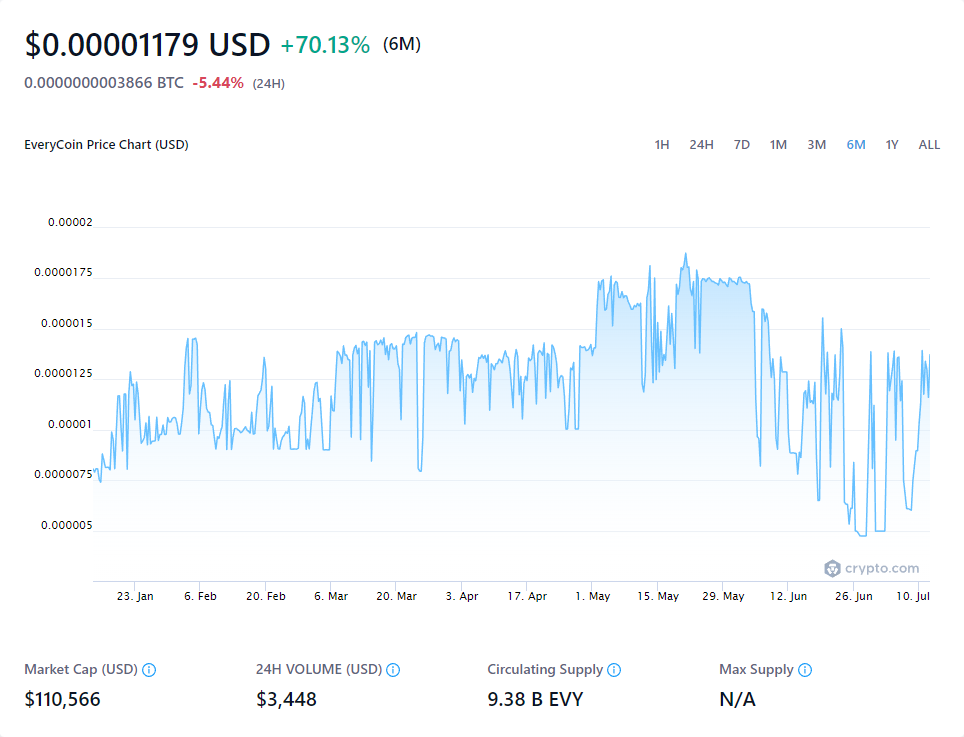 $0.00001179 USD +70.13% (6M)
0.0000000003866 BTC -5.44% (24H)
EveryCoin Price Chart (USD) 1H 24H 7D 1M 3M 6M 1Y ALL
0.00002
0.0000175
0.000015
0.0000125
0.00001
0.0000075
0.000005
crypto.com
23. Jan 6. Feb 20. Feb 6. Mar 20. Mar 3. Apr 17. Apr 1. May 15. May 29. May 12. Jun 26. Jun 10. Jul
Market Cap (USD) 24H VOLUME (USD) Circulating Supply Max Supply
$110,566 $3,448 9.38 B EVY N/A